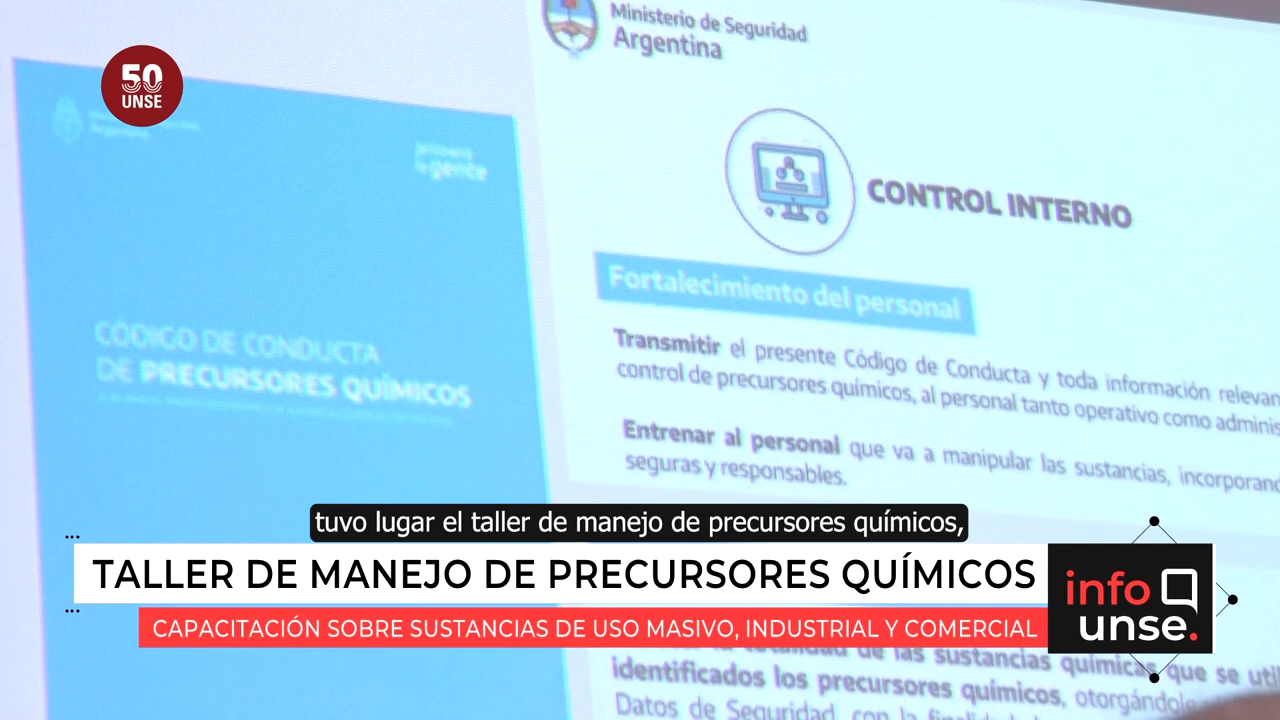 50
UNSE
Argentina
primero
la gente
CÓDIGO DE CONDUCTA
DE PRECURSORES QUÍMICOS
Ministerio de Seguridad
Argentina
CONTROL INTERNO
Fortalecimiento del personal
Transmitir el presente Código de Conducta y toda información relevan
control de precursores químicos, al personal tanto operativo como adminis
Entrenar al personal que va a manipular las sustancias, incorporand
seguras y responsables.
tuvo lugar el taller de manejo de precursores químicos,
TALLER DE MANEJO DE PRECURSORES QUÍMICOS
CAPACITACIÓN SOBRE SUSTANCIAS DE USO MASIVO, INDUSTRIAL Y COMERCIAL
info
unse.
totalidad de las sustancias químicas que se util
identificados los precursores químicos, otorgándole
Datos de Seguridad, con la